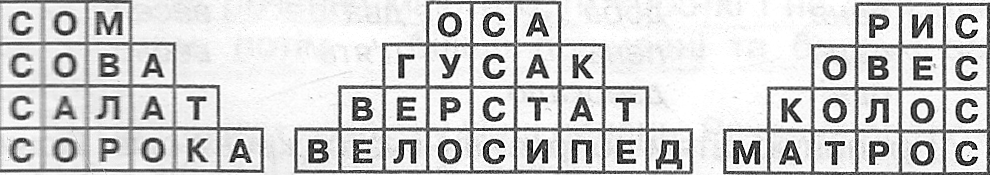 СОМ ОСА РИС
СОВА ГУСАК ОВЕС
САЛАТ ВЕРСТАТ КОЛОС
СОРОКА ВЕЛОСИПЕД МАТРОС